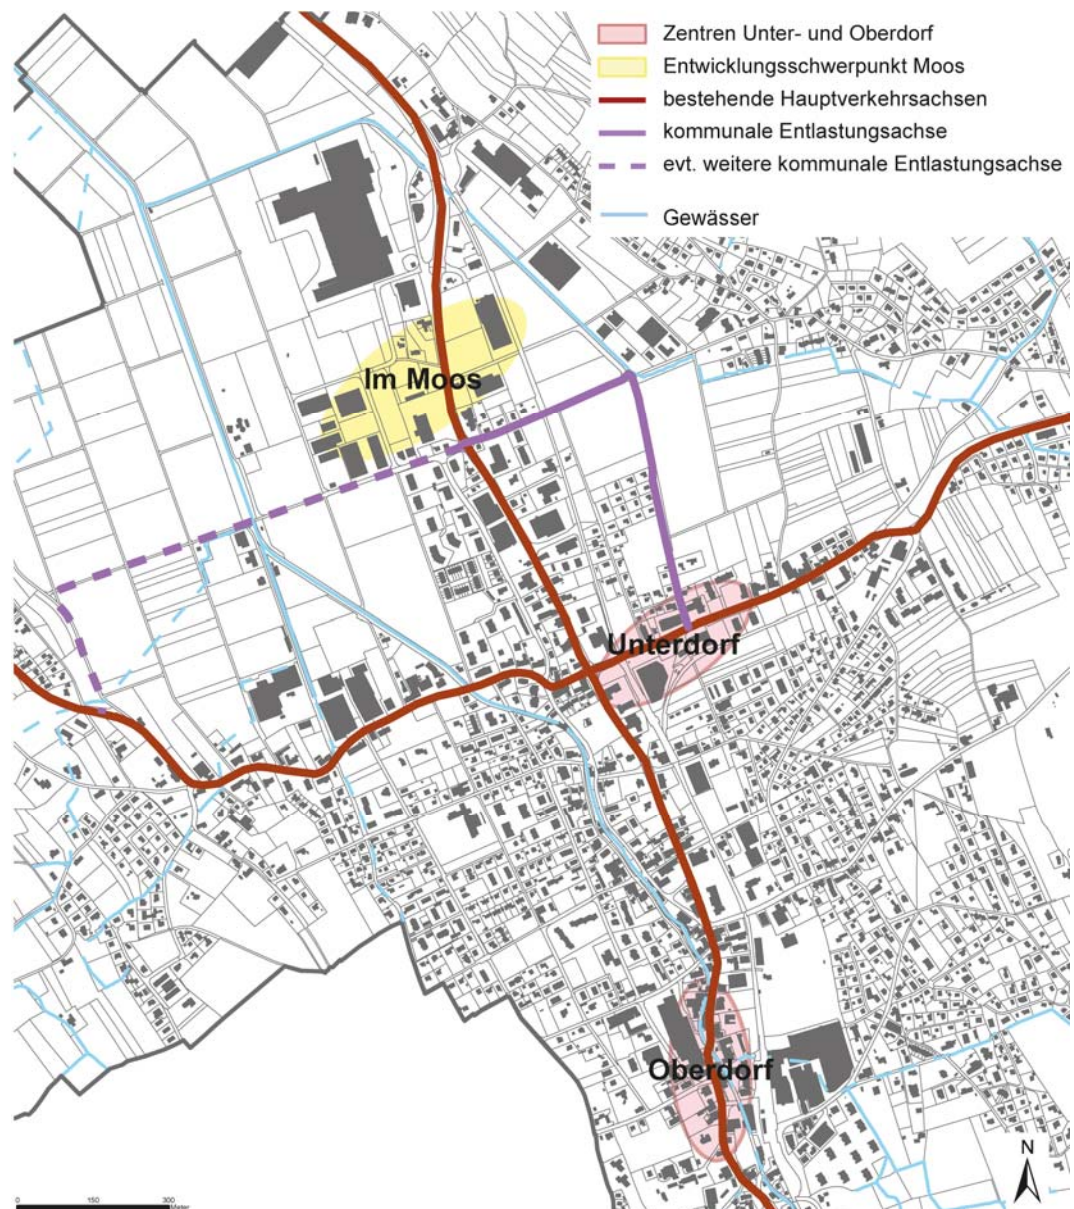 Zentren Unter- und Oberdorf
Entwicklungsschwerpunkt Moos
bestehende Hauptverkehrsachsen
kommunale Entlastungsachse
evt. weitere kommunale Entlastungsachse
Gewässer
Im Moos
Unterdorf
Oberdorf
N
0 150 300
Meter